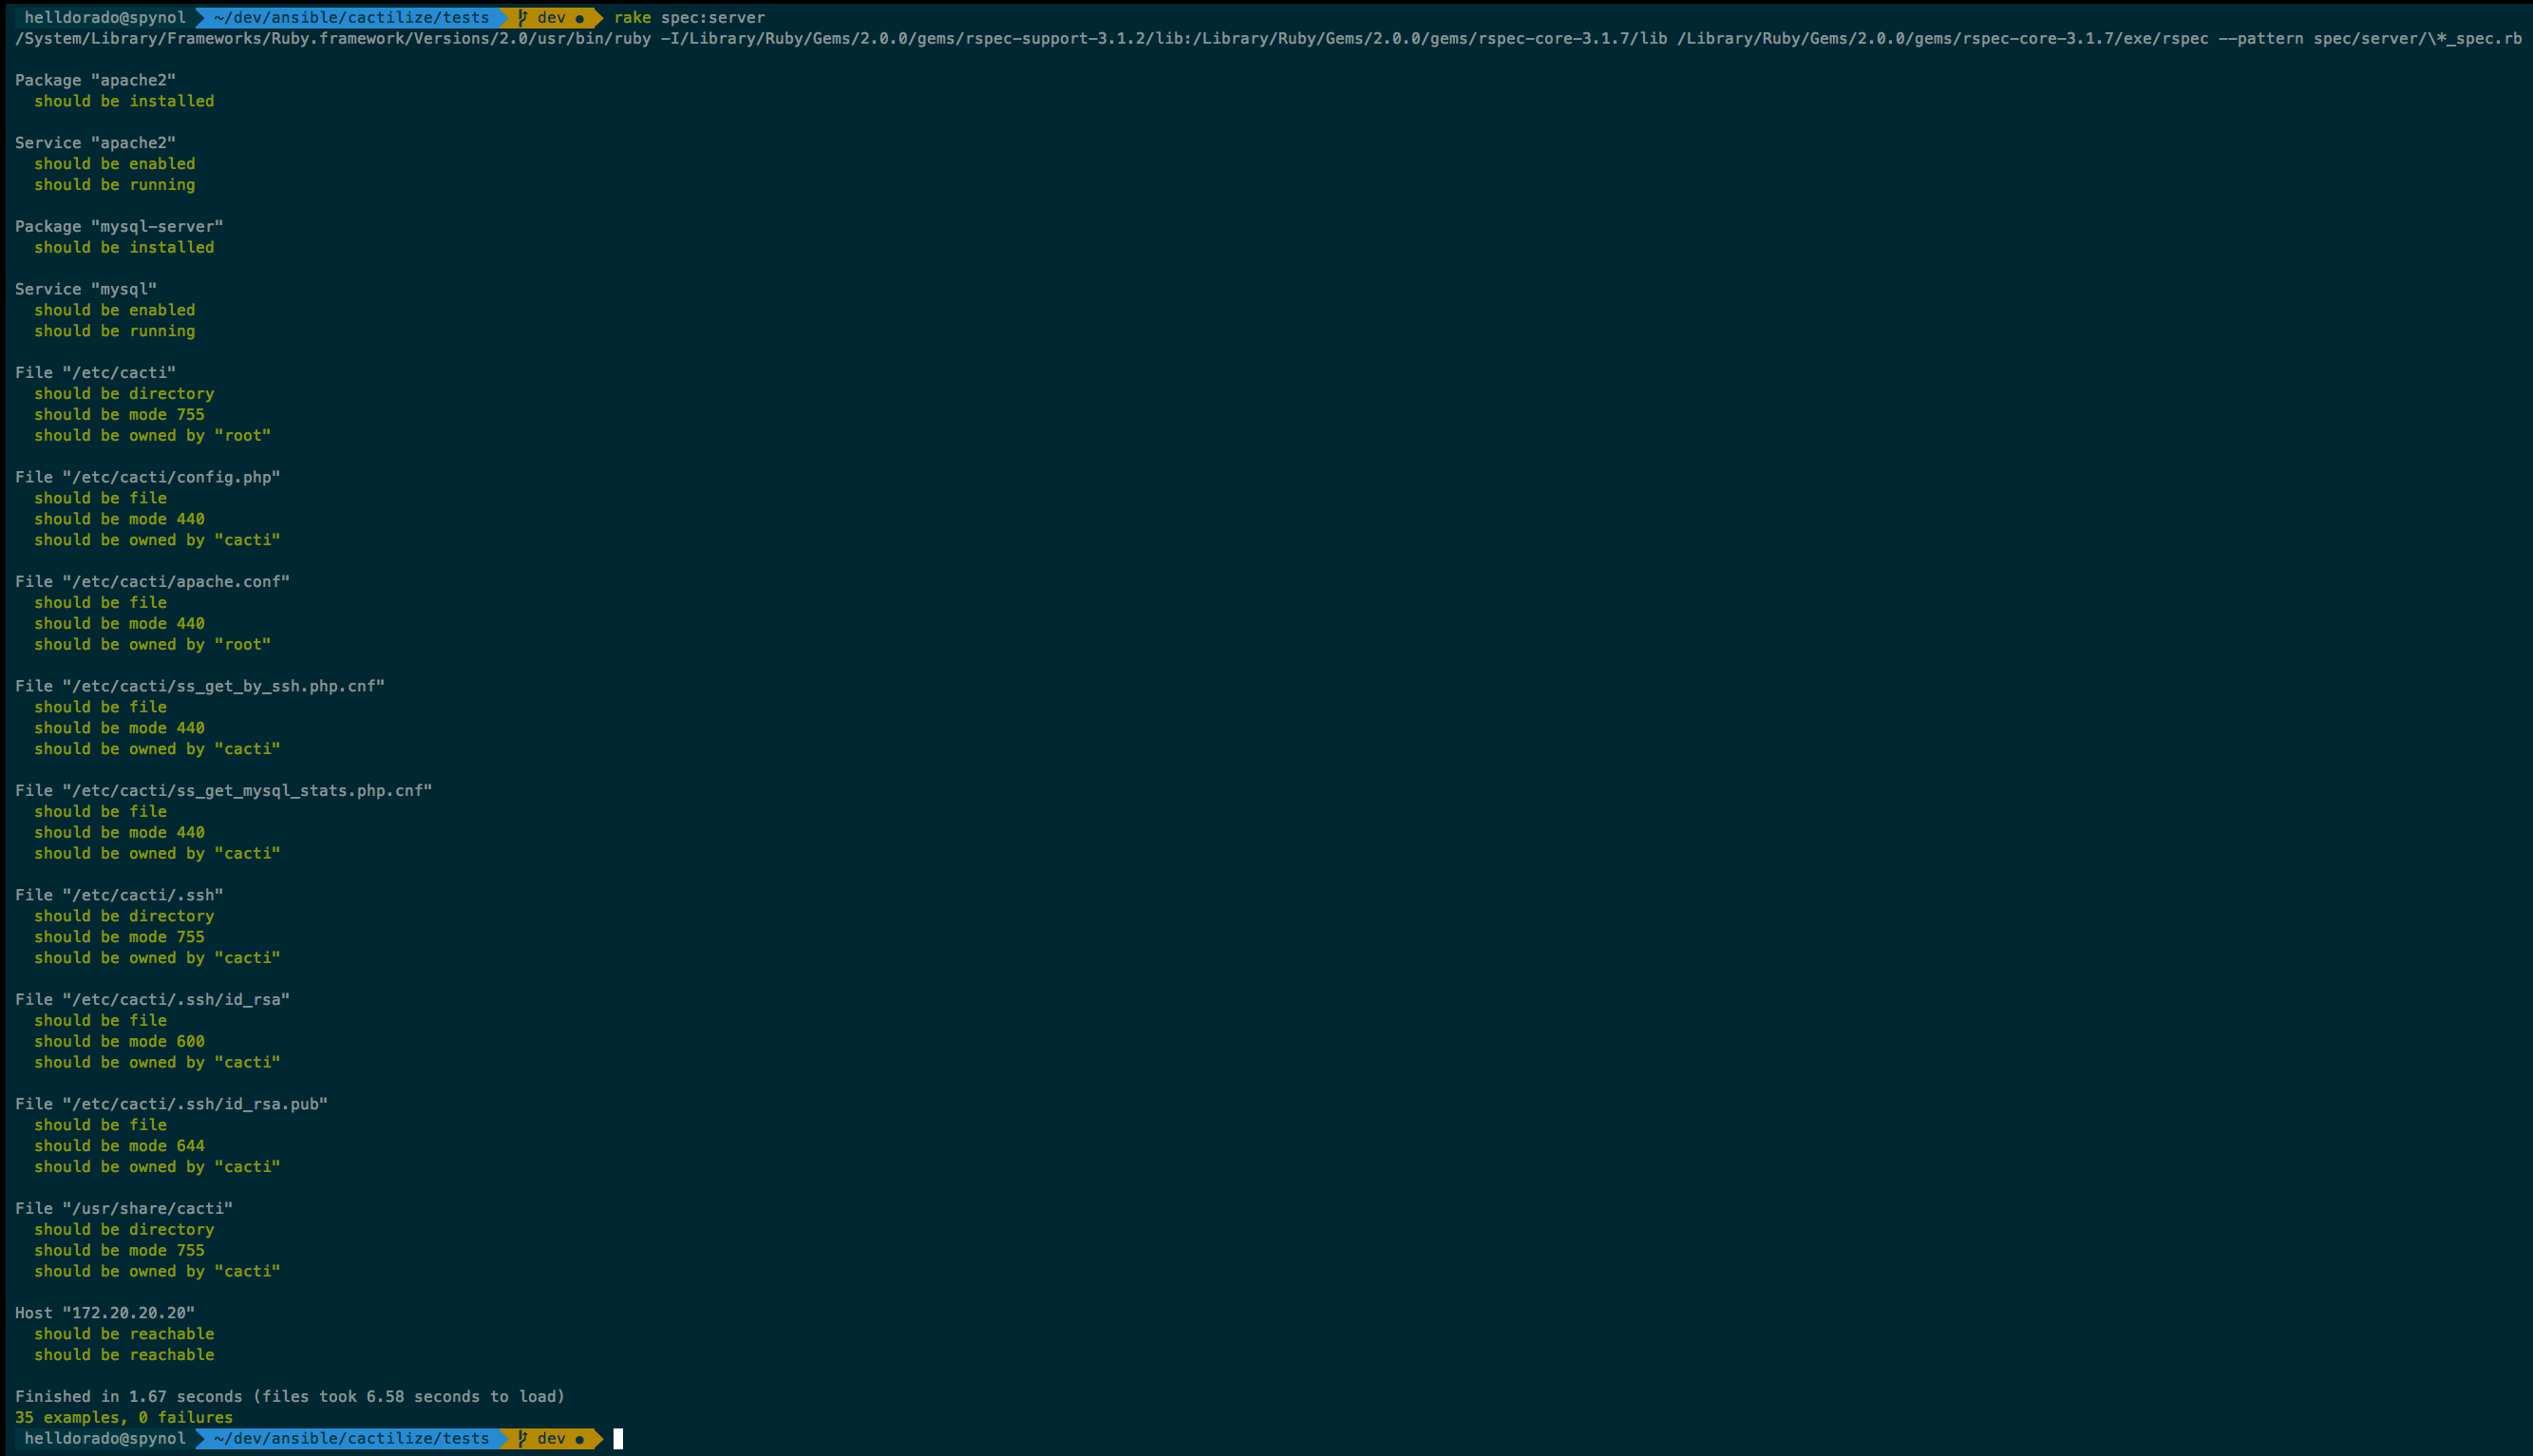 helldorado@spynol ~/dev/ansible/cactilize/tests dev ● rake spec:server
/System/Library/Frameworks/Ruby.framework/Versions/2.0/usr/bin/ruby -I/Library/Ruby/Gems/2.0.0/gems/rspec-support-3.1.2/lib:/Library/Ruby/Gems/2.0.0/gems/rspec-core-3.1.7/lib /Library/Ruby/Gems/2.0.0/gems/rspec-core-3.1.7/exe/rspec --pattern spec/server/\*_spec.rb
Package "apache2"
should be installed
Service "apache2"
should be enabled
should be running
Package "mysql-server"
should be installed
Service "mysql"
should be enabled
should be running
File "/etc/cacti"
should be directory
should be mode 755
should be owned by "root"
File "/etc/cacti/config.php"
should be file
should be mode 440
should be owned by "cacti"
File "/etc/cacti/apache.conf"
should be file
should be mode 440
should be owned by "root"
File "/etc/cacti/ss_get_by_ssh.php.cnf"
should be file
should be mode 440
should be owned by "cacti"
File "/etc/cacti/ss_get_mysql_stats.php.cnf"
should be file
should be mode 440
should be owned by "cacti"
File "/etc/cacti/.ssh"
should be directory
should be mode 755
should be owned by "cacti"
File "/etc/cacti/.ssh/id_rsa"
should be file
should be mode 600
should be owned by "cacti"
File "/etc/cacti/.ssh/id_rsa.pub"
should be file
should be mode 644
should be owned by "cacti"
File "/usr/share/cacti"
should be directory
should be mode 755
should be owned by "cacti"
Host "172.20.20.20"
should be reachable
should be reachable
Finished in 1.67 seconds (files took 6.58 seconds to load)
35 examples, 0 failures
helldorado@spynol ~/dev/ansible/cactilize/tests dev ●